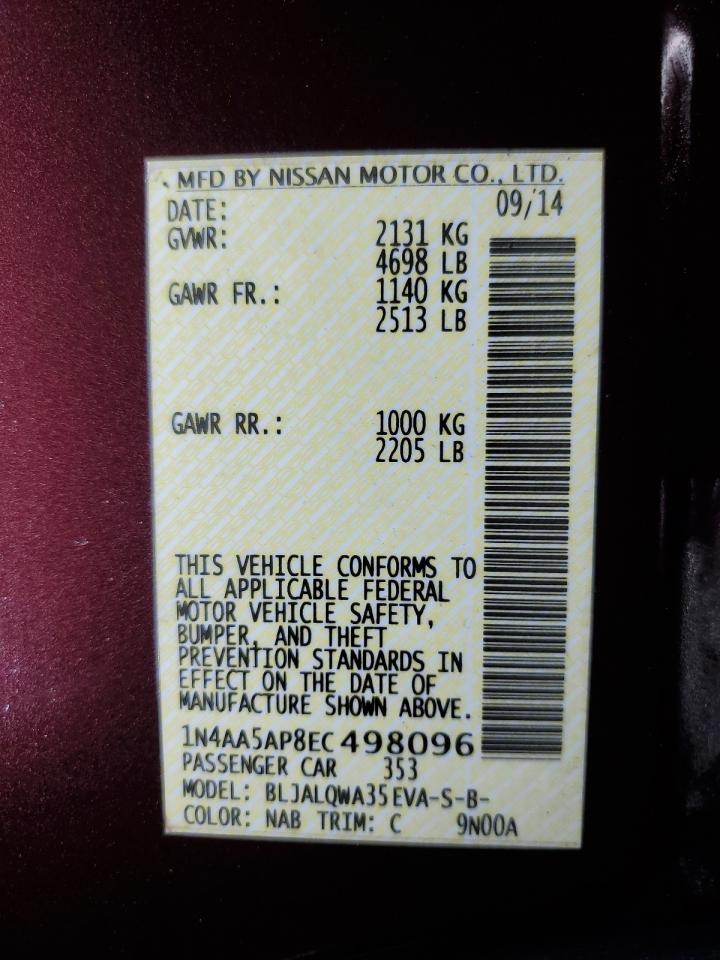 MFD BY NISSAN MOTOR CO., LTD.
DATE: 09/14
GVWR: 2131 KG
4698 LB
GAWR FR.: 1140 KG
2513 LB
GAWR RR.: 1000 KG
2205 LB
THIS VEHICLE CONFORMS TO
ALL APPLICABLE FEDERAL
MOTOR VEHICLE SAFETY,
BUMPER, AND THEFT
PREVENTION STANDARDS IN
EFFECT ON THE DATE OF
MANUFACTURE SHOWN ABOVE.
1N4AA5AP8EC498096
PASSENGER CAR 353
MODEL: BLJALQWA35EVA-S-B-
COLOR: NAB TRIM: C 9N00A